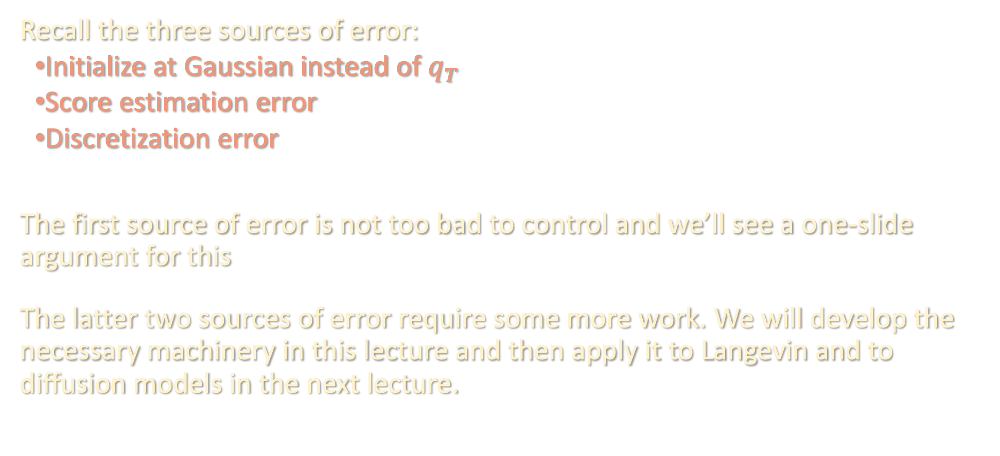 Recall the three sources of error:
•Initialize at Gaussian instead of q_T
•Score estimation error
•Discretization error
The first source of error is not too bad to control and we’ll see a one-slide
argument for this
The latter two sources of error require some more work. We will develop the
necessary machinery in this lecture and then apply it to Langevin and to
diffusion models in the next lecture.